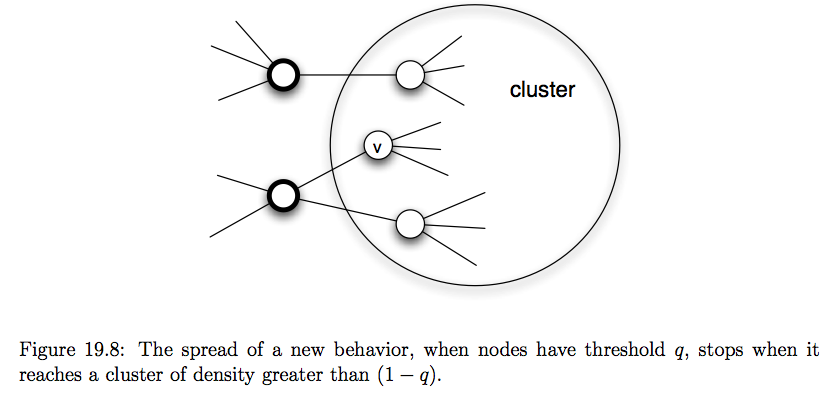 cluster
v
Figure 19.8: The spread of a new behavior, when nodes have threshold q, stops when it
reaches a cluster of density greater than (1 − q).